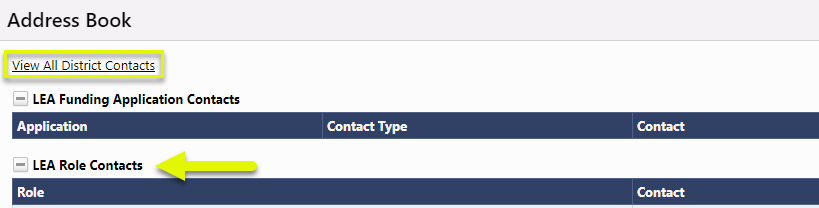 Address Book
View All District Contacts
LEA Funding Application Contacts
Application Contact Type Contact
LEA Role Contacts
Role Contact